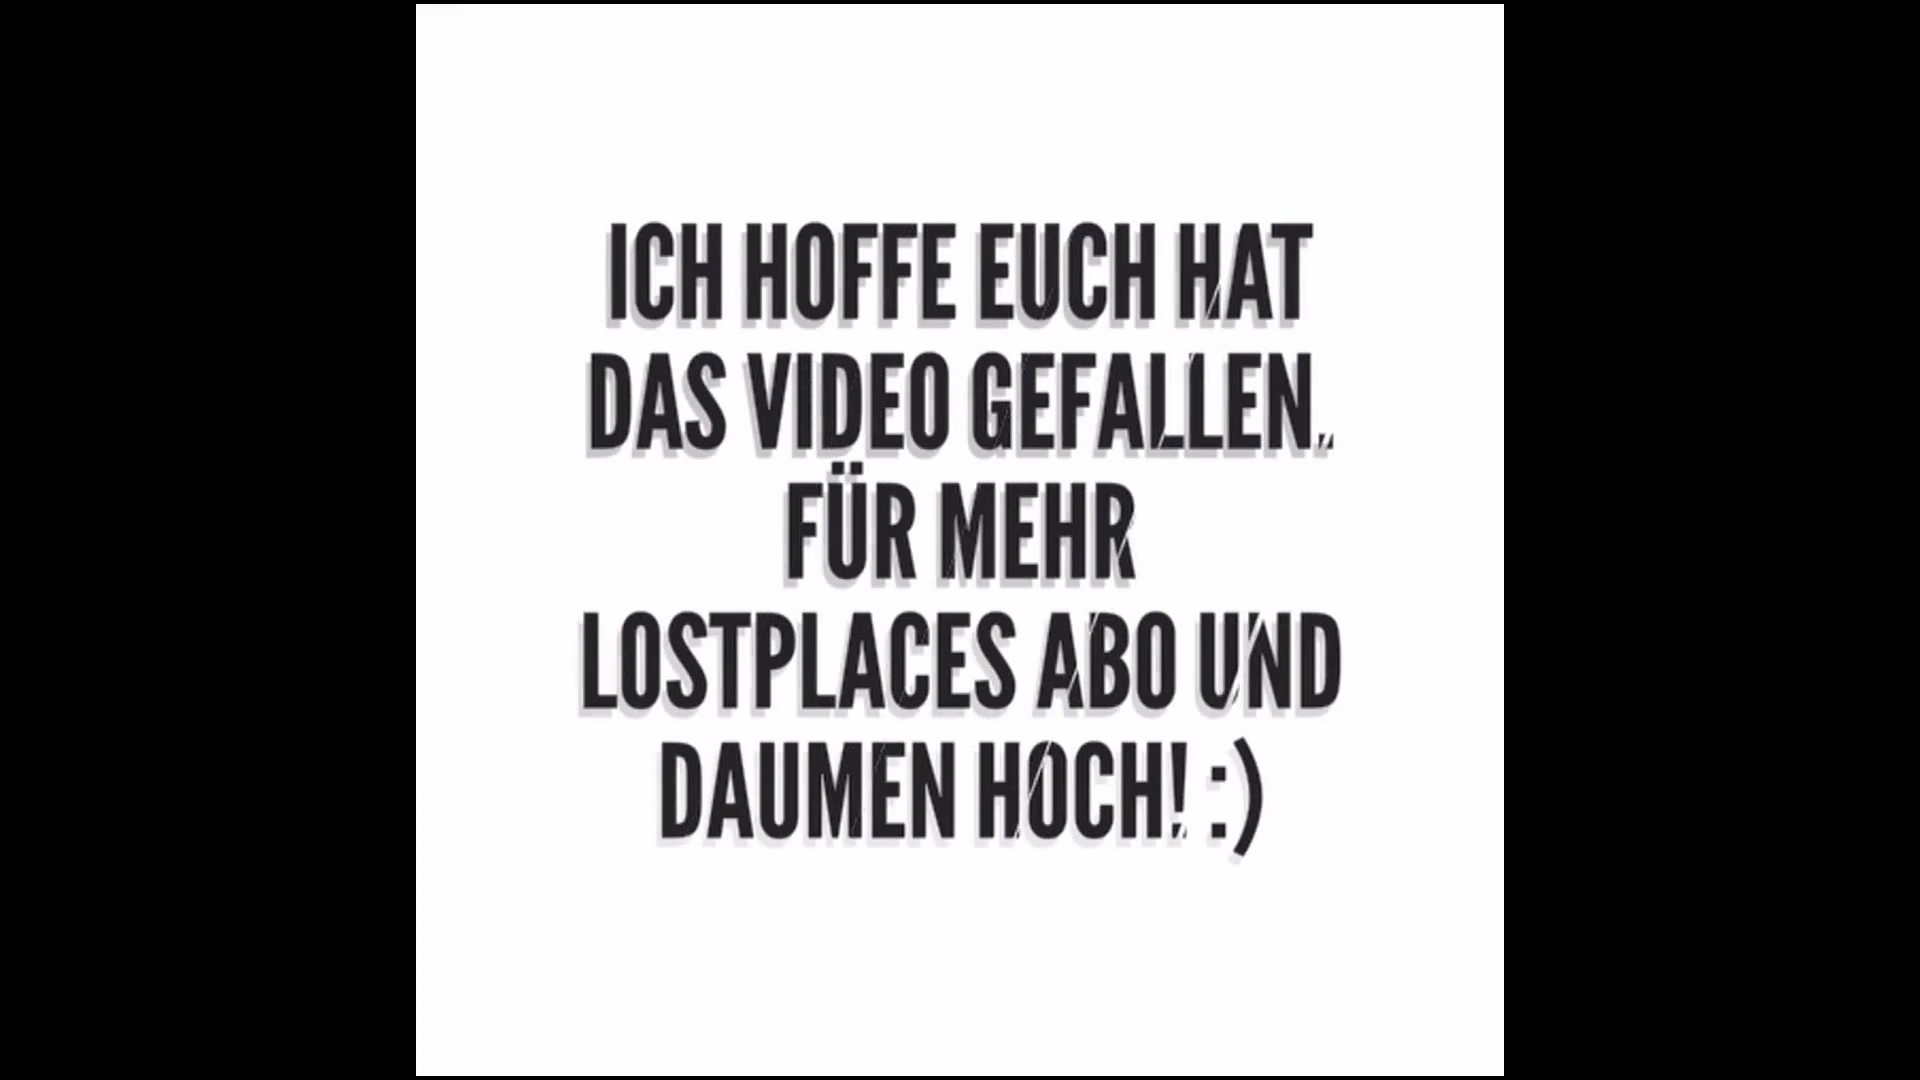 ICH HOFFE EUCH HAT
DAS VIDEO GEFALLEN.
FÜR MEHR
LOSTPLACES ABO UND
DAUMEN HOCH! :)